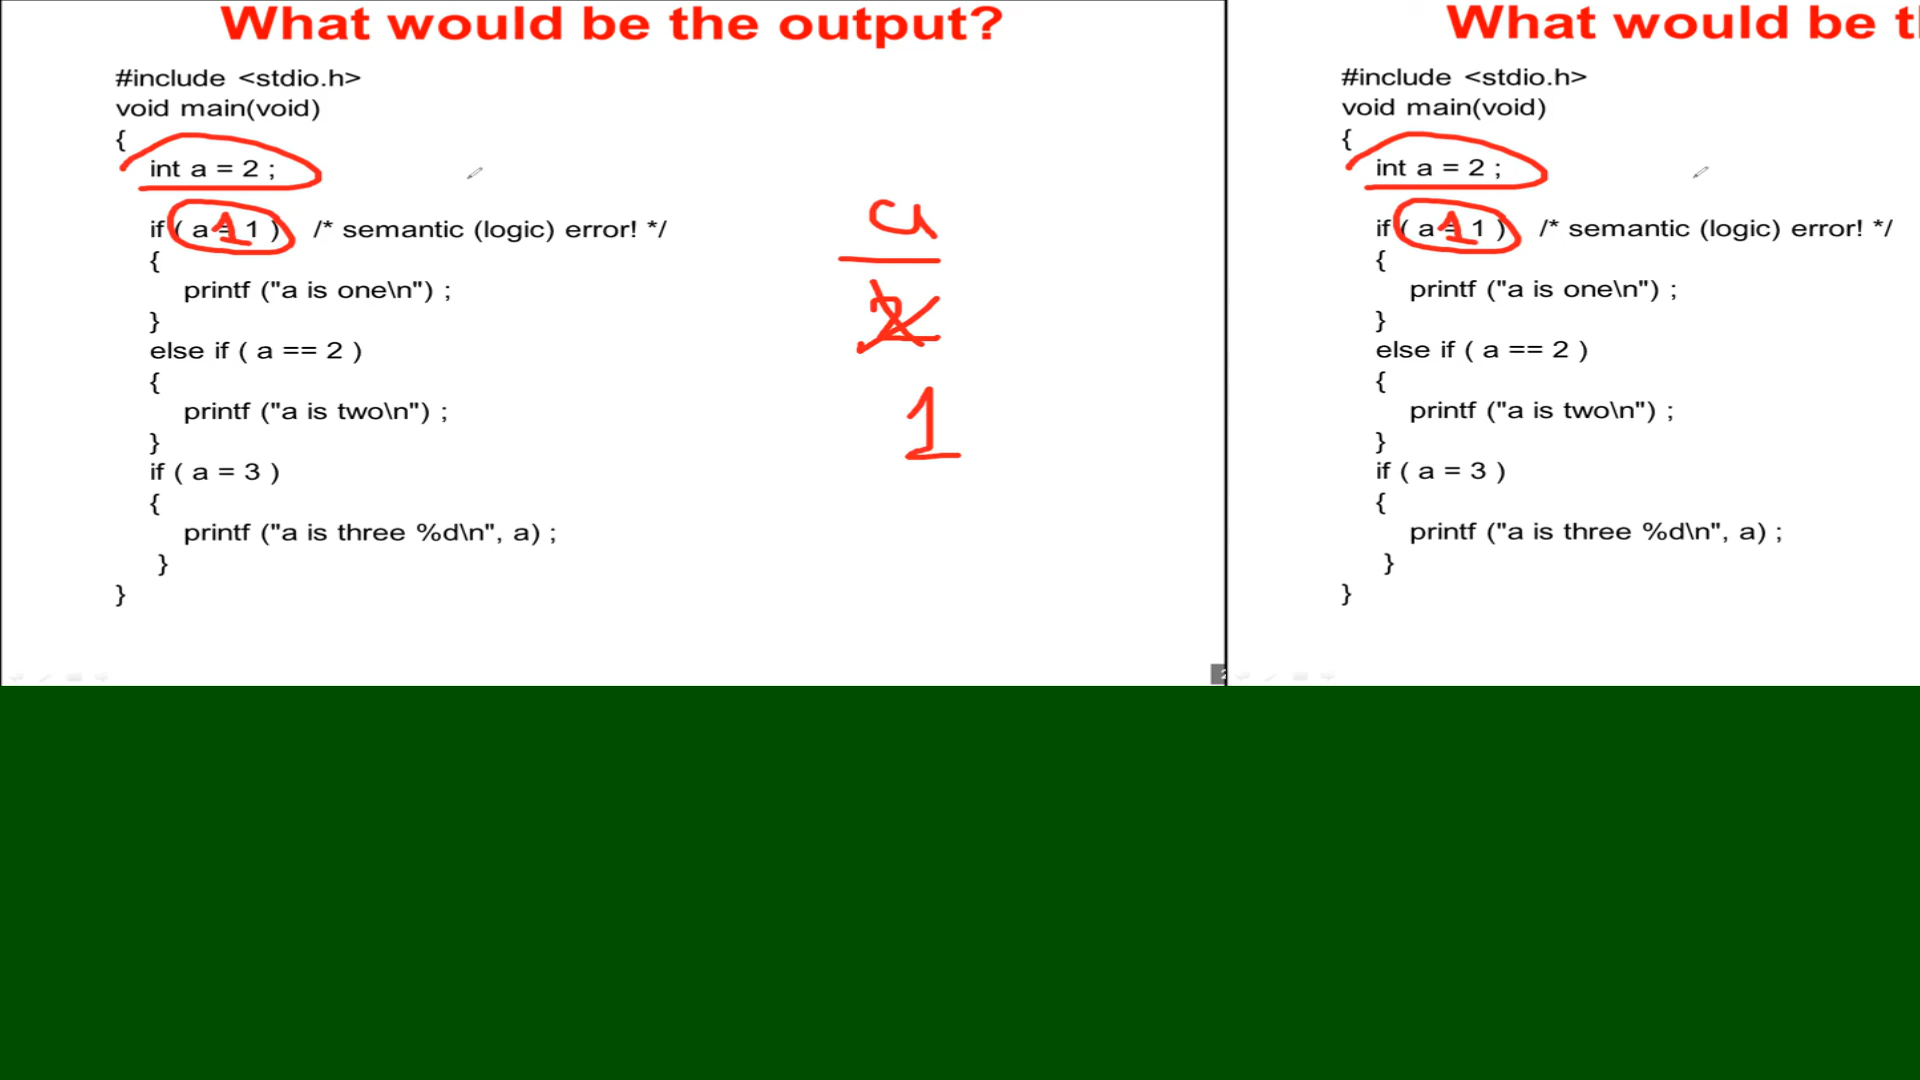 What would be the output?
#include <stdio.h>
void main(void)
{
int a = 2 ;
if ( a = 1 ) /* semantic (logic) error! */
1
{
printf ("a is one\n") ;
}
else if ( a == 2 )
{
printf ("a is two\n") ;
}
if ( a = 3 )
{
printf ("a is three %d\n", a) ;
}
}
a
2
1
What would be t
#include <stdio.h>
void main(void)
{
int a = 2 ;
if ( a = 1 ) /* semantic (logic) error! */
1
{
printf ("a is one\n") ;
}
else if ( a == 2 )
{
printf ("a is two\n") ;
}
if ( a = 3 )
{
printf ("a is three %d\n", a) ;
}
}